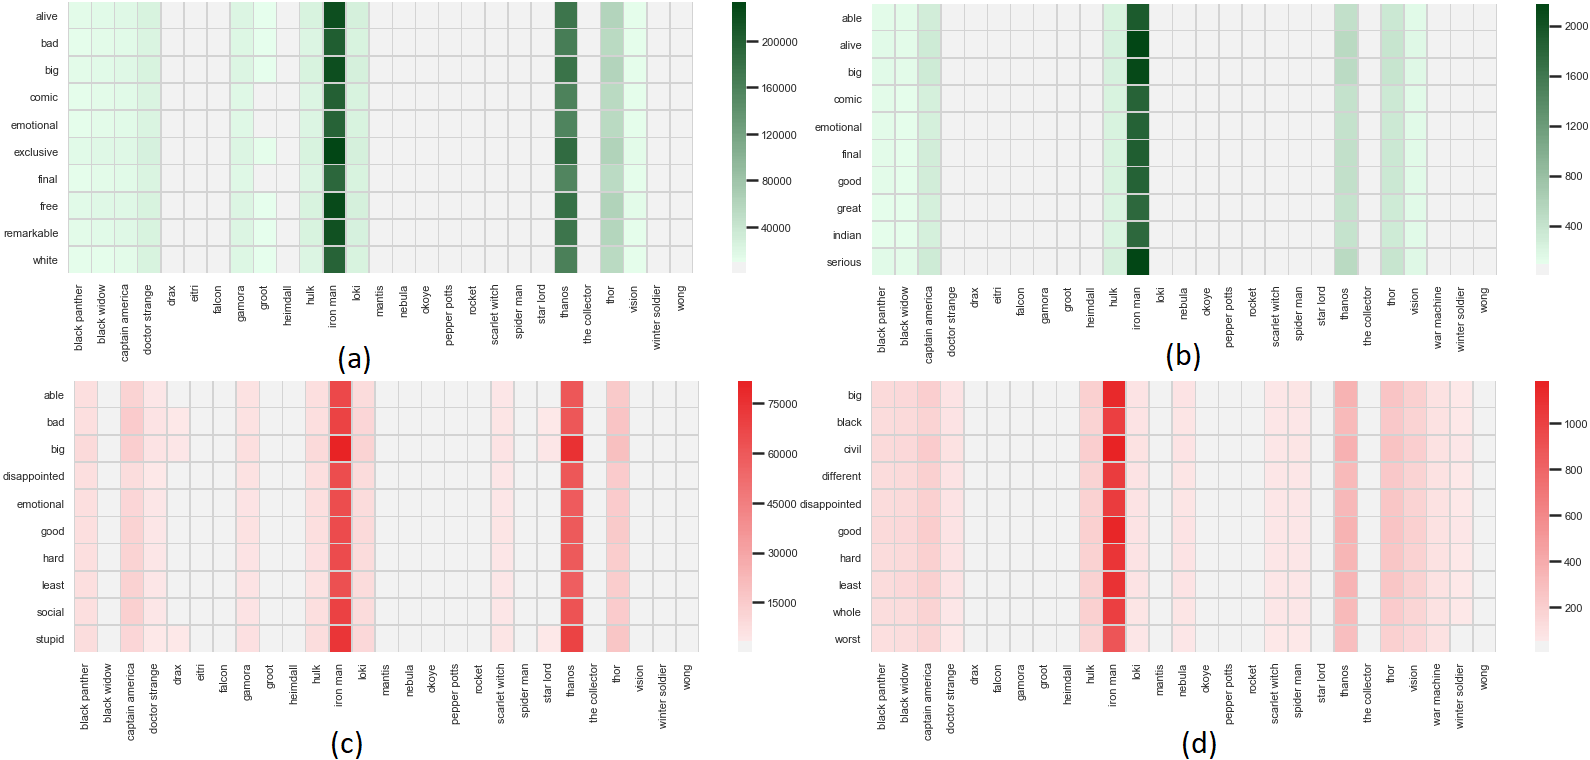 alive
bad
big
comic
emotional
exclusive
final
free
remarkable
white
200000
160000
120000
80000
40000
black panther
black widow
captain america
doctor strange
drax
eitri
falcon
gamora
groot
heimdall
hulk
iron man
loki
mantis
nebula
okoye
pepper potts
rocket
scarlet witch
spider man
star lord
thanos
the collector
thor
vision
winter soldier
wong
(a)
able
alive
big
comic
emotional
final
good
great
indian
serious
2000
1600
1200
800
400
black panther
black widow
captain america
doctor strange
drax
eitri
falcon
gamora
groot
heimdall
hulk
iron man
loki
mantis
nebula
okoye
pepper potts
rocket
scarlet witch
spider man
star lord
thanos
the collector
thor
vision
war machine
winter soldier
wong
(b)
able
bad
big
disappointed
emotional
good
hard
least
social
stupid
75000
60000
45000
30000
15000
black panther
black widow
captain america
doctor strange
drax
eitri
falcon
gamora
groot
heimdall
hulk
iron man
loki
mantis
nebula
okoye
pepper potts
rocket
scarlet witch
spider man
star lord
thanos
the collector
thor
vision
winter soldier
wong
(c)
big
black
civil
different
disappointed
good
hard
least
whole
worst
1000
800
600
400
200
black panther
black widow
captain america
doctor strange
drax
falcon
gamora
groot
heimdall
hulk
iron man
loki
mantis
nebula
okoye
pepper potts
rocket
scarlet witch
spider man
star lord
thanos
the collector
thor
vision
war machine
winter soldier
wong
(d)